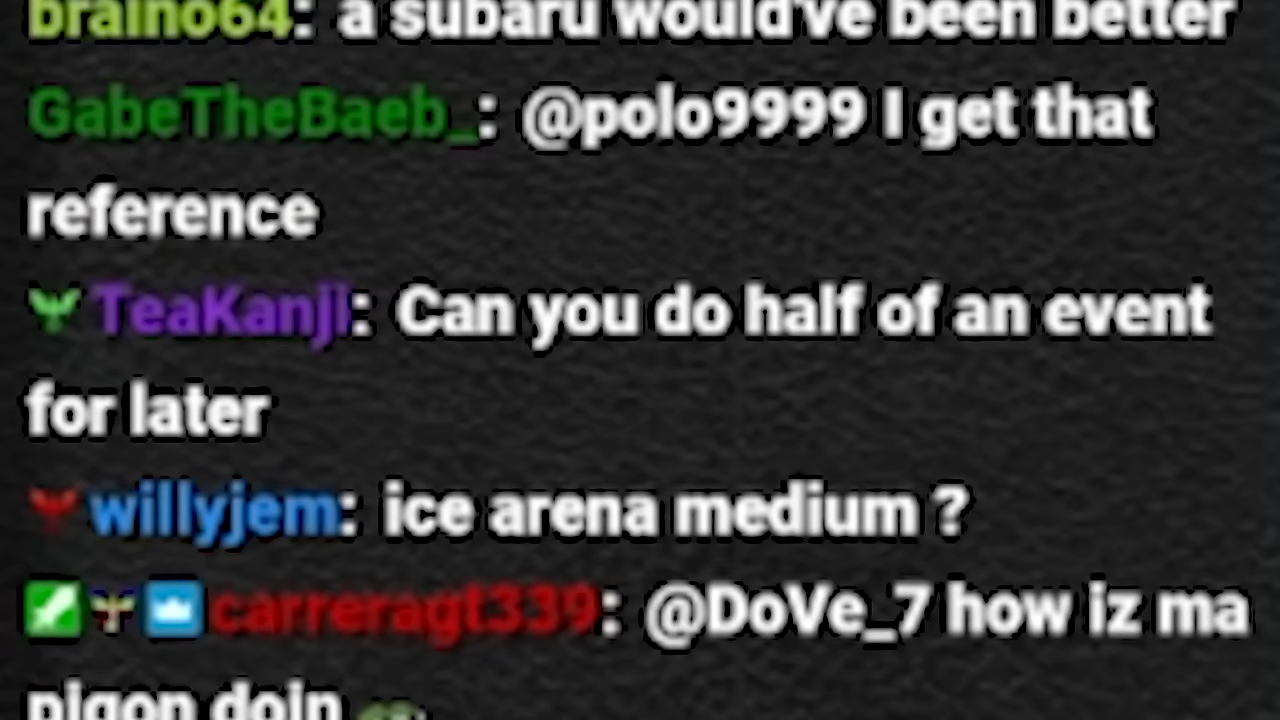 braino64: a subaru would've been better
GabeTheBaeb_: @polo9999 I get that
reference
TeaKanji: Can you do half of an event
for later
willyjem: ice arena medium ?
carreragt339: @DoVe_7 how iz ma
pigon doin